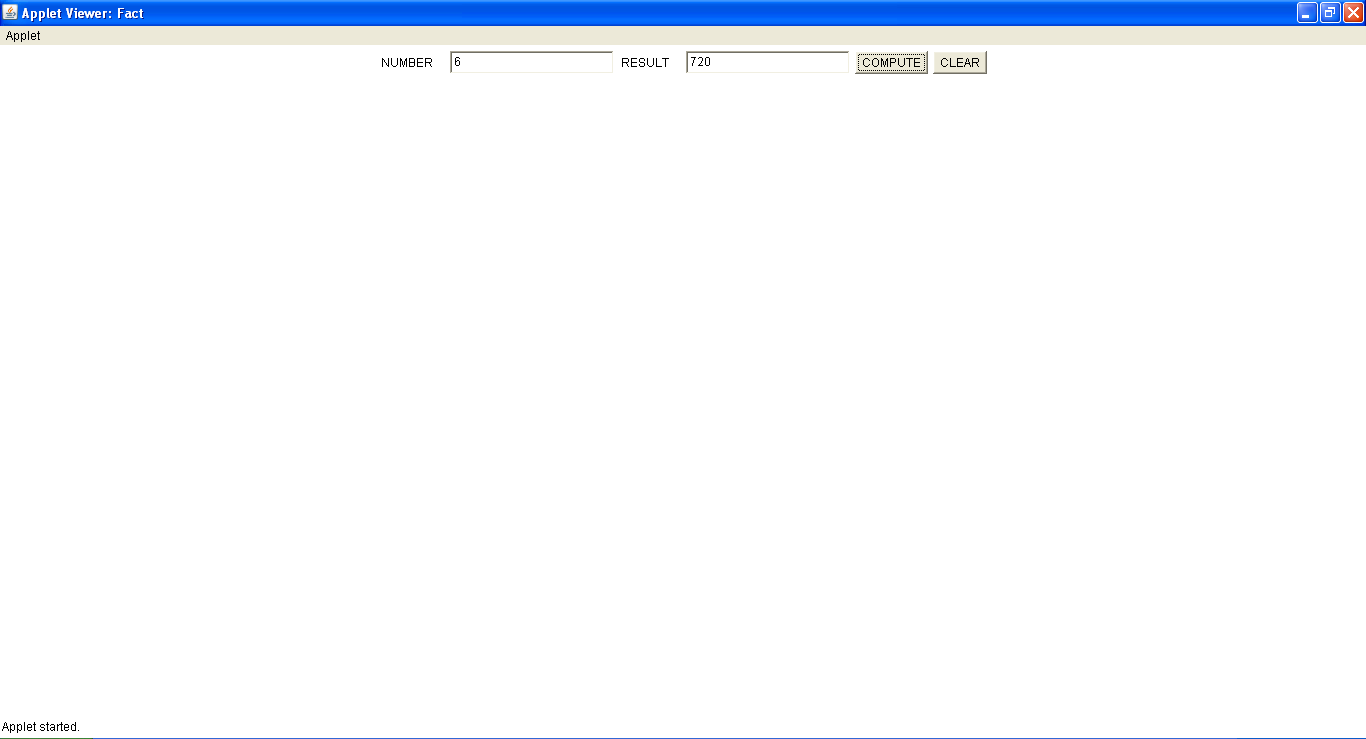 Applet Viewer: Fact
Applet
NUMBER 6 RESULT 720 COMPUTE CLEAR
Applet started.